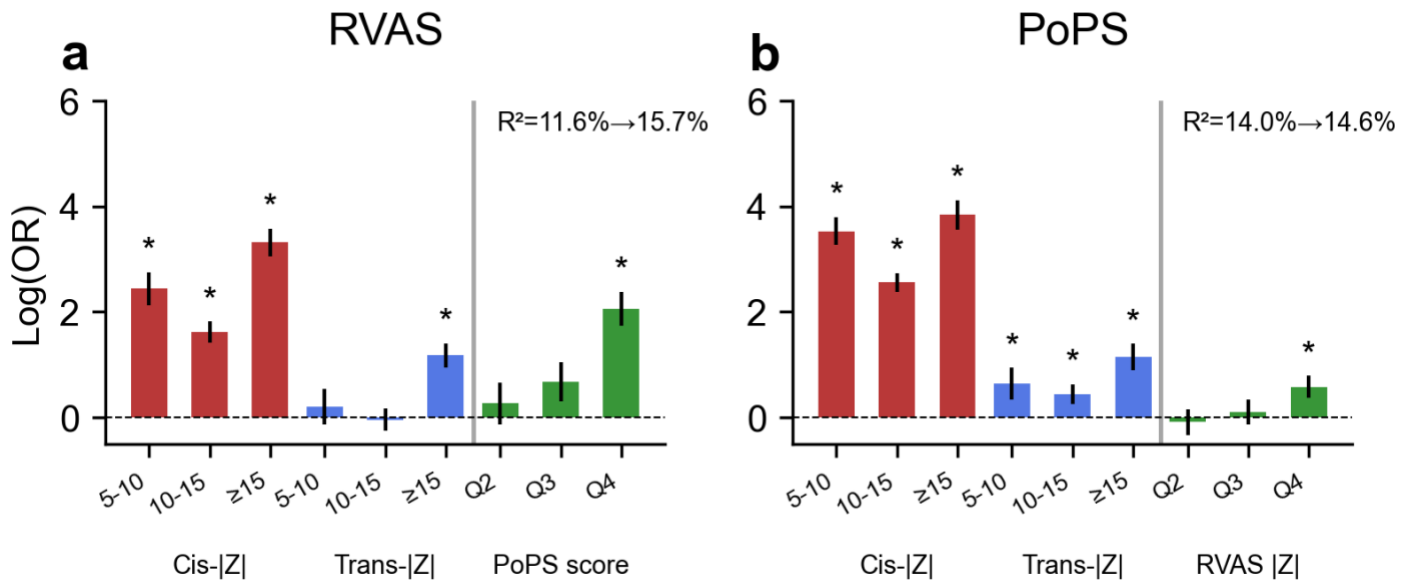 a
RVAS
R²=11.6%→15.7%
Log(OR)
6
4
2
0
*
*
*
*
*
5-10
10-15
≥15
5-10
10-15
≥15
Q2
Q3
Q4
Cis-|Z|
Trans-|Z|
PoPS score
b
PoPS
R²=14.0%→14.6%
6
4
2
0
*
*
*
*
*
*
*
5-10
10-15
≥15
5-10
10-15
≥15
Q2
Q3
Q4
Cis-|Z|
Trans-|Z|
RVAS |Z|